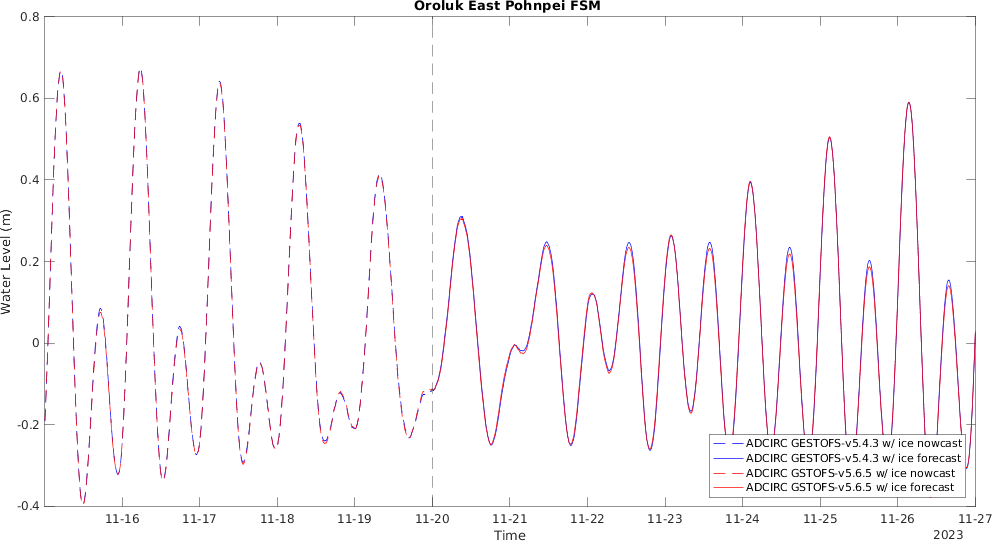 Oroluk East Pohnpei FSM
Water Level (m)
0.8
0.6
0.4
0.2
0
-0.2
-0.4
ADCIRC GESTOFS-v5.4.3 w/ ice nowcast
ADCIRC GESTOFS-v5.4.3 w/ ice forecast
ADCIRC GSTOFS-v5.6.5 w/ ice nowcast
ADCIRC GSTOFS-v5.6.5 w/ ice forecast
11-16 11-17 11-18 11-19 11-20 11-21 11-22 11-23 11-24 11-25 11-26 11-27
Time
2023